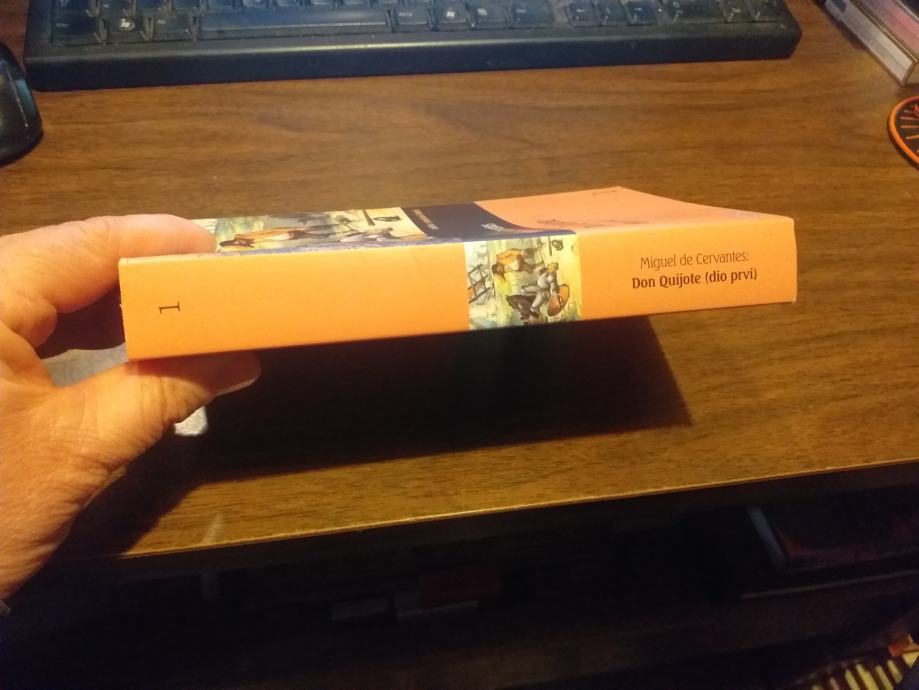 Miguel de Cervantes:
Don Quijote (dio prvi)
1